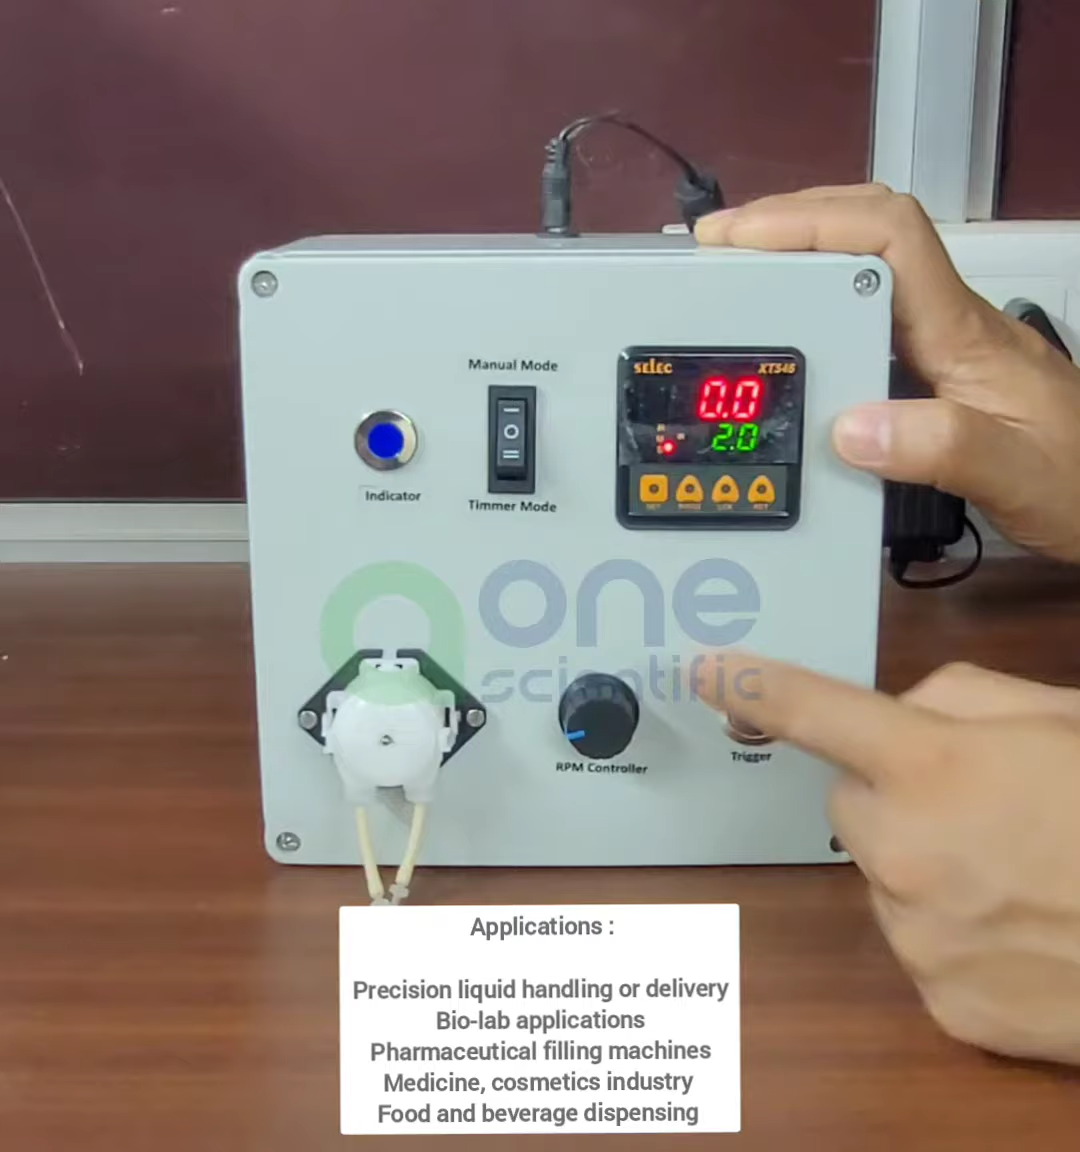 Manual Mode
SELEC XT546
0.0
2.0
Indicator
Timmer Mode
one
scientific
RPM Controller
Trigger
Applications :
Precision liquid handling or delivery
Bio-lab applications
Pharmaceutical filling machines
Medicine, cosmetics industry
Food and beverage dispensing